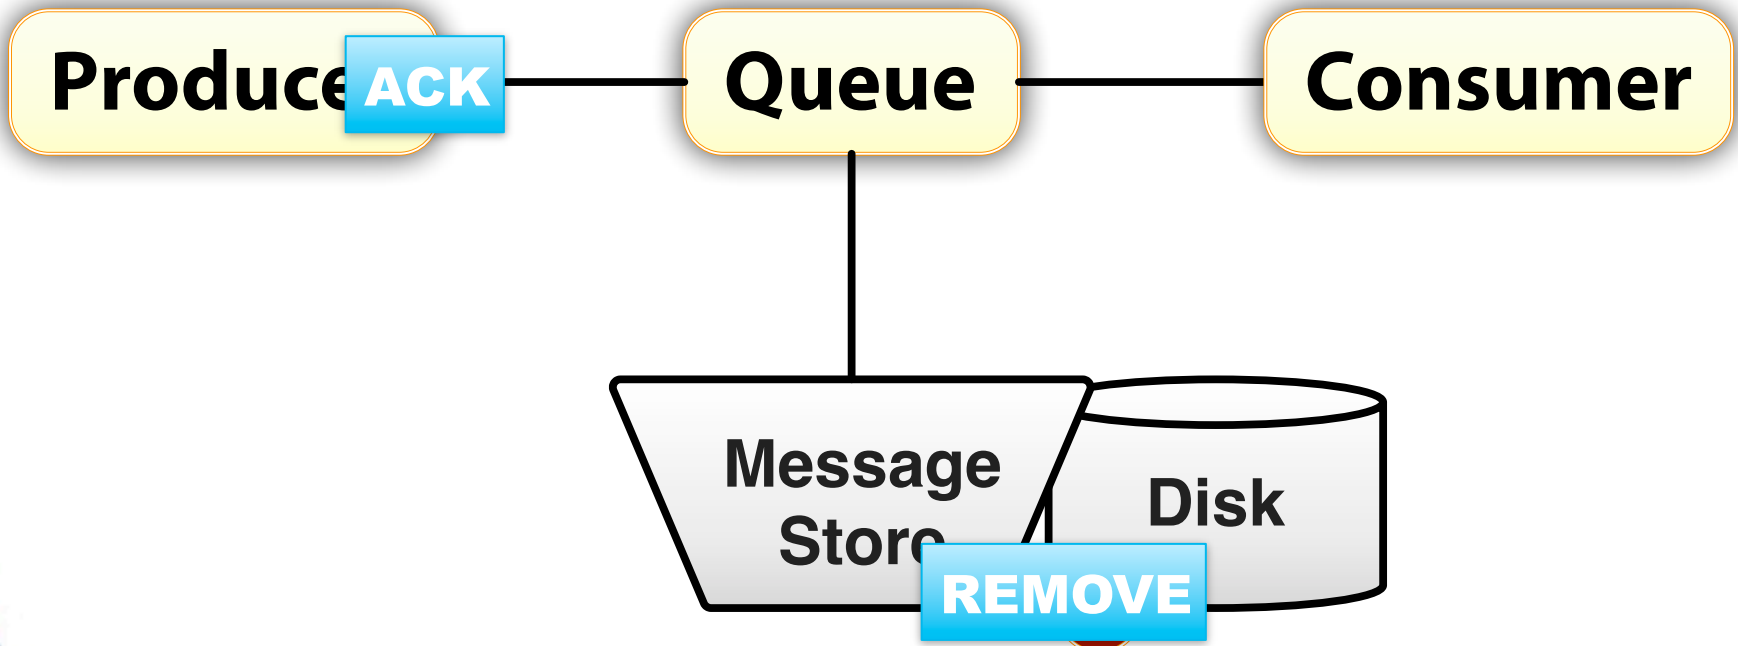 Produce
ACK
Queue
Consumer
Message
Store
Disk
REMOVE